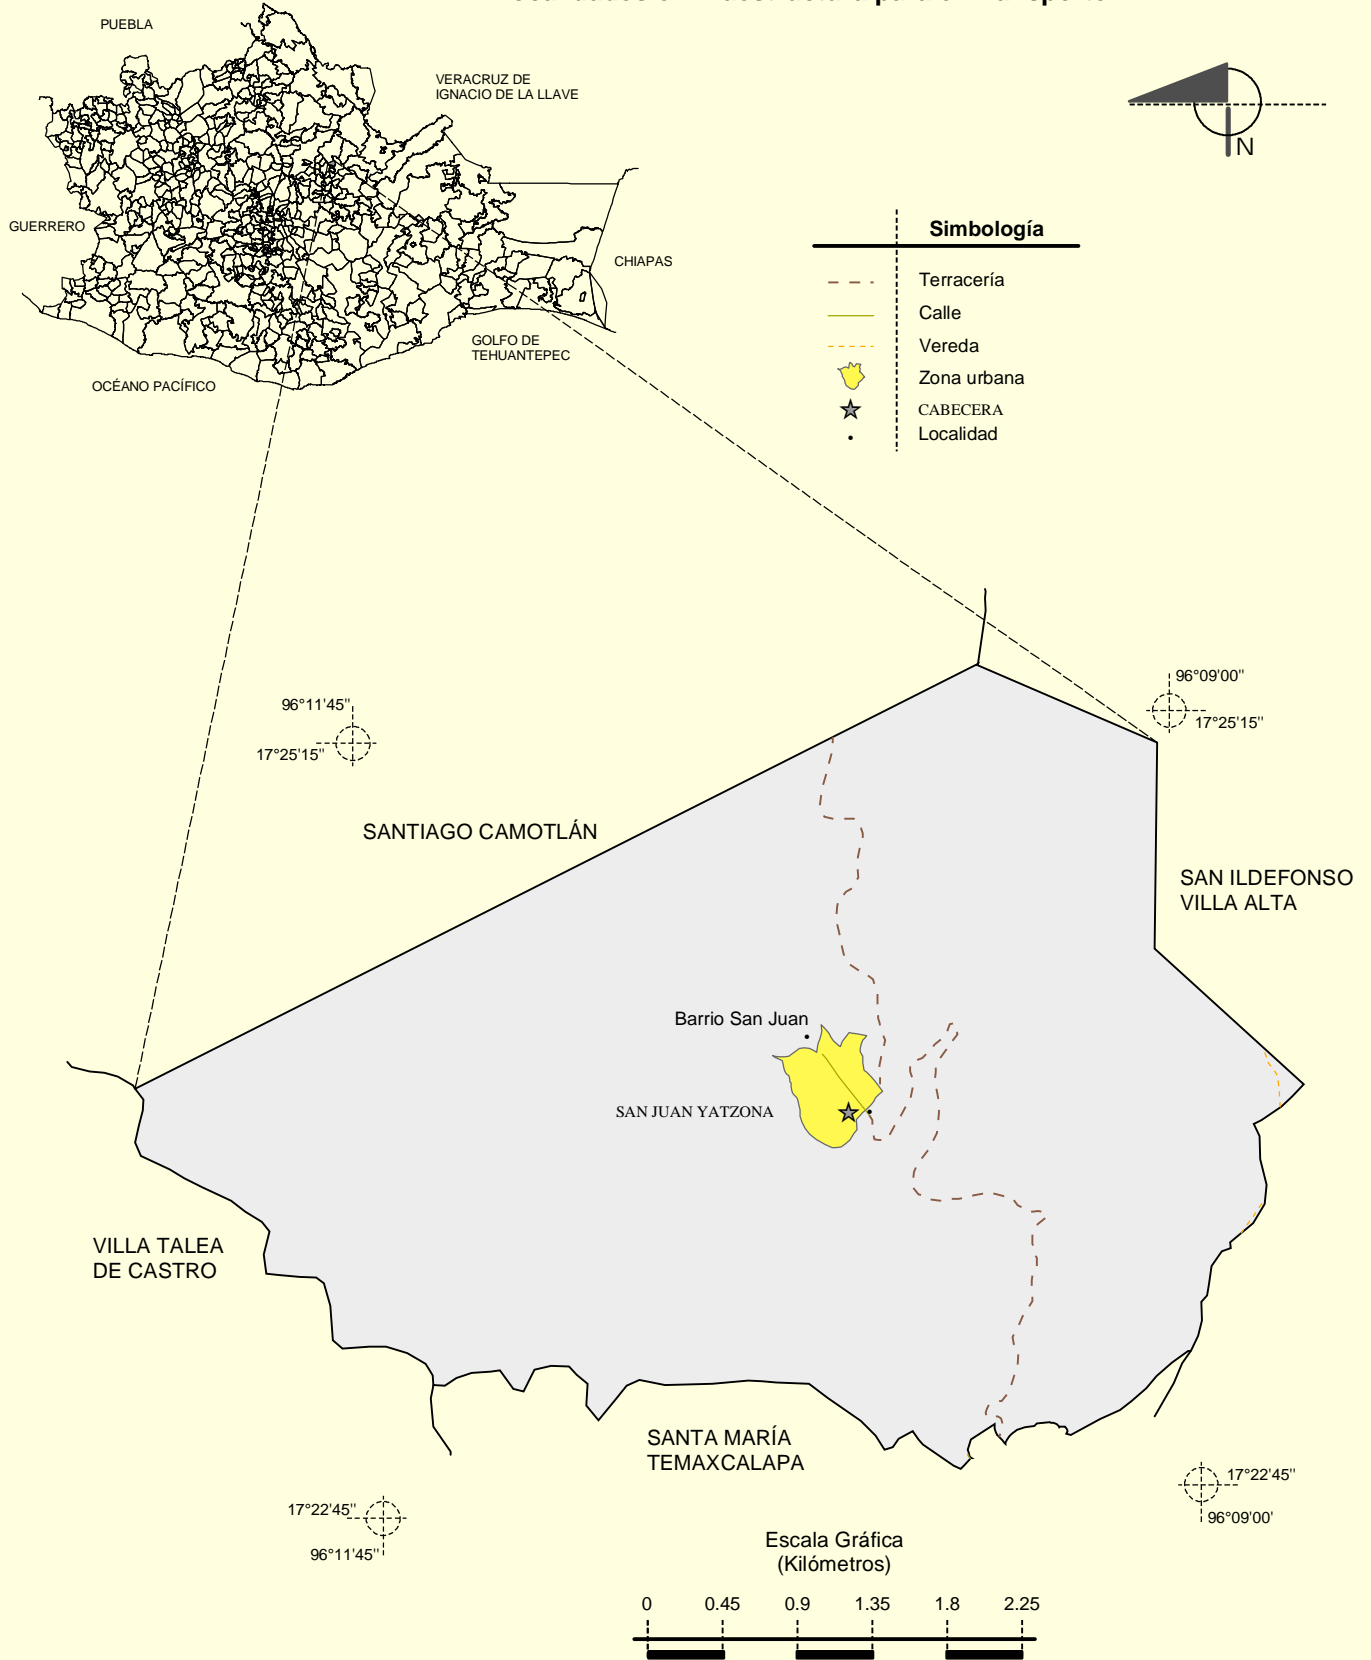 PUEBLA
VERACRUZ DE
IGNACIO DE LA LLAVE
GUERRERO
CHIAPAS
GOLFO DE
TEHUANTEPEC
OCÉANO PACÍFICO
N
Simbología
Terracería
Calle
Vereda
Zona urbana
CABECERA
Localidad
96°11'45"
17°25'15"
96°09'00"
17°25'15"
SANTIAGO CAMOTLÁN
SAN ILDEFONSO
VILLA ALTA
Barrio San Juan
SAN JUAN YATZONA
VILLA TALEA
DE CASTRO
SANTA MARÍA
TEMAXCALAPA
17°22'45"
96°11'45"
17°22'45"
96°09'00'
Escala Gráfica
(Kilómetros)
0 0.45 0.9 1.35 1.8 2.25